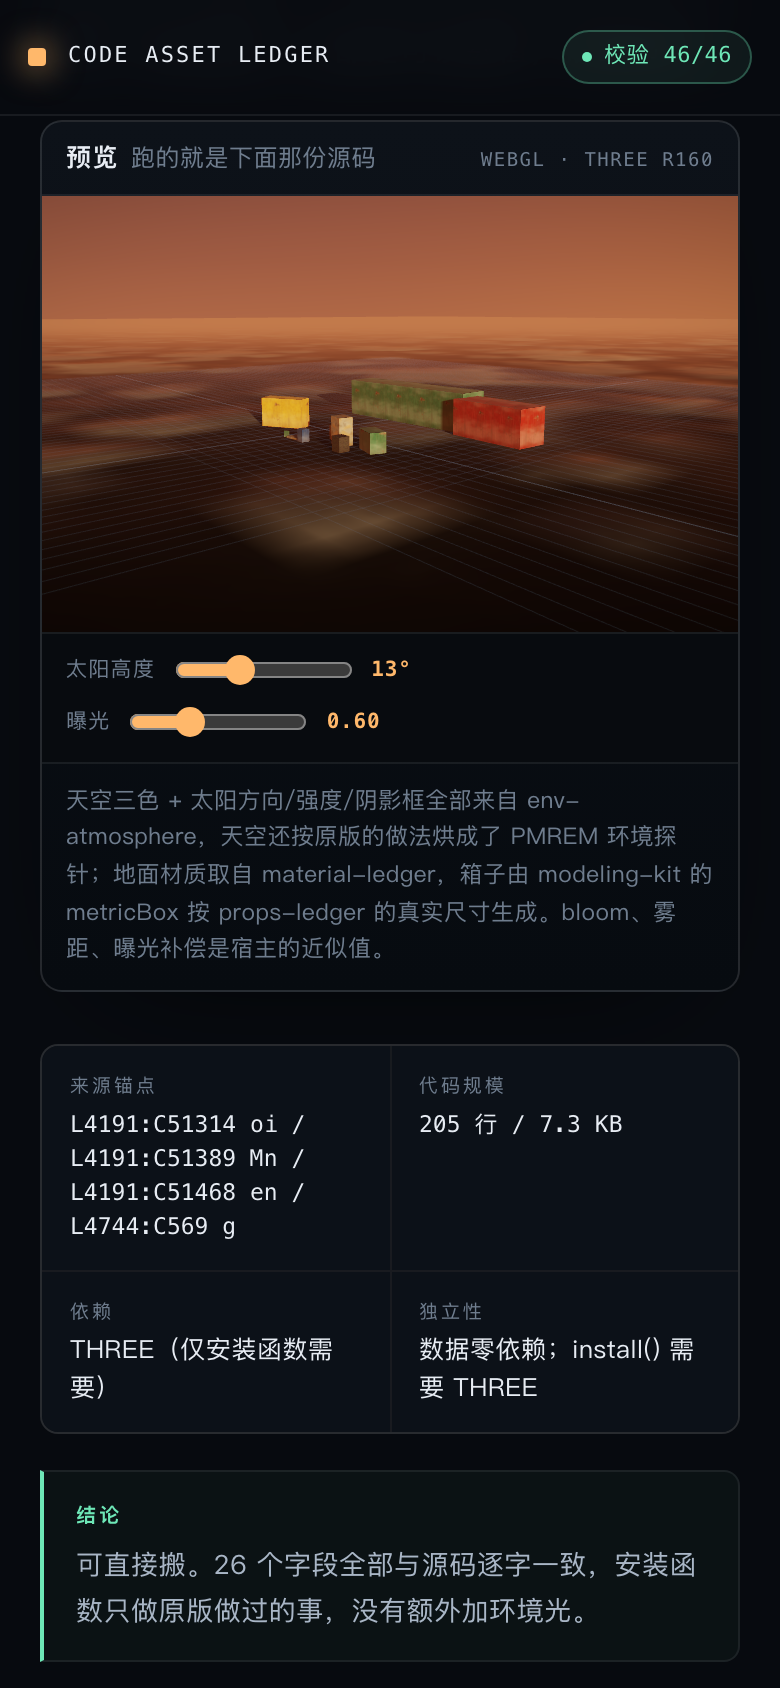 CODE ASSET LEDGER
校验 46/46
预览 跑的就是下面那份源码
WEBGL · THREE R160
太阳高度 13°
曝光 0.60
天空三色 + 太阳方向/强度/阴影框全部来自 env-
atmosphere，天空还按原版的做法烘成了 PMREM 环境探
针；地面材质取自 material-ledger，箱子由 modeling-kit 的
metricBox 按 props-ledger 的真实尺寸生成。bloom、雾
距、曝光补偿是宿主的近似值。
来源锚点
L4191:C51314 oi /
L4191:C51389 Mn /
L4191:C51468 en /
L4744:C569 g
代码规模
205 行 / 7.3 KB
依赖
THREE（仅安装函数需
要）
独立性
数据零依赖；install() 需
要 THREE
结论
可直接搬。26 个字段全部与源码逐字一致，安装函
数只做原版做过的事，没有额外加环境光。